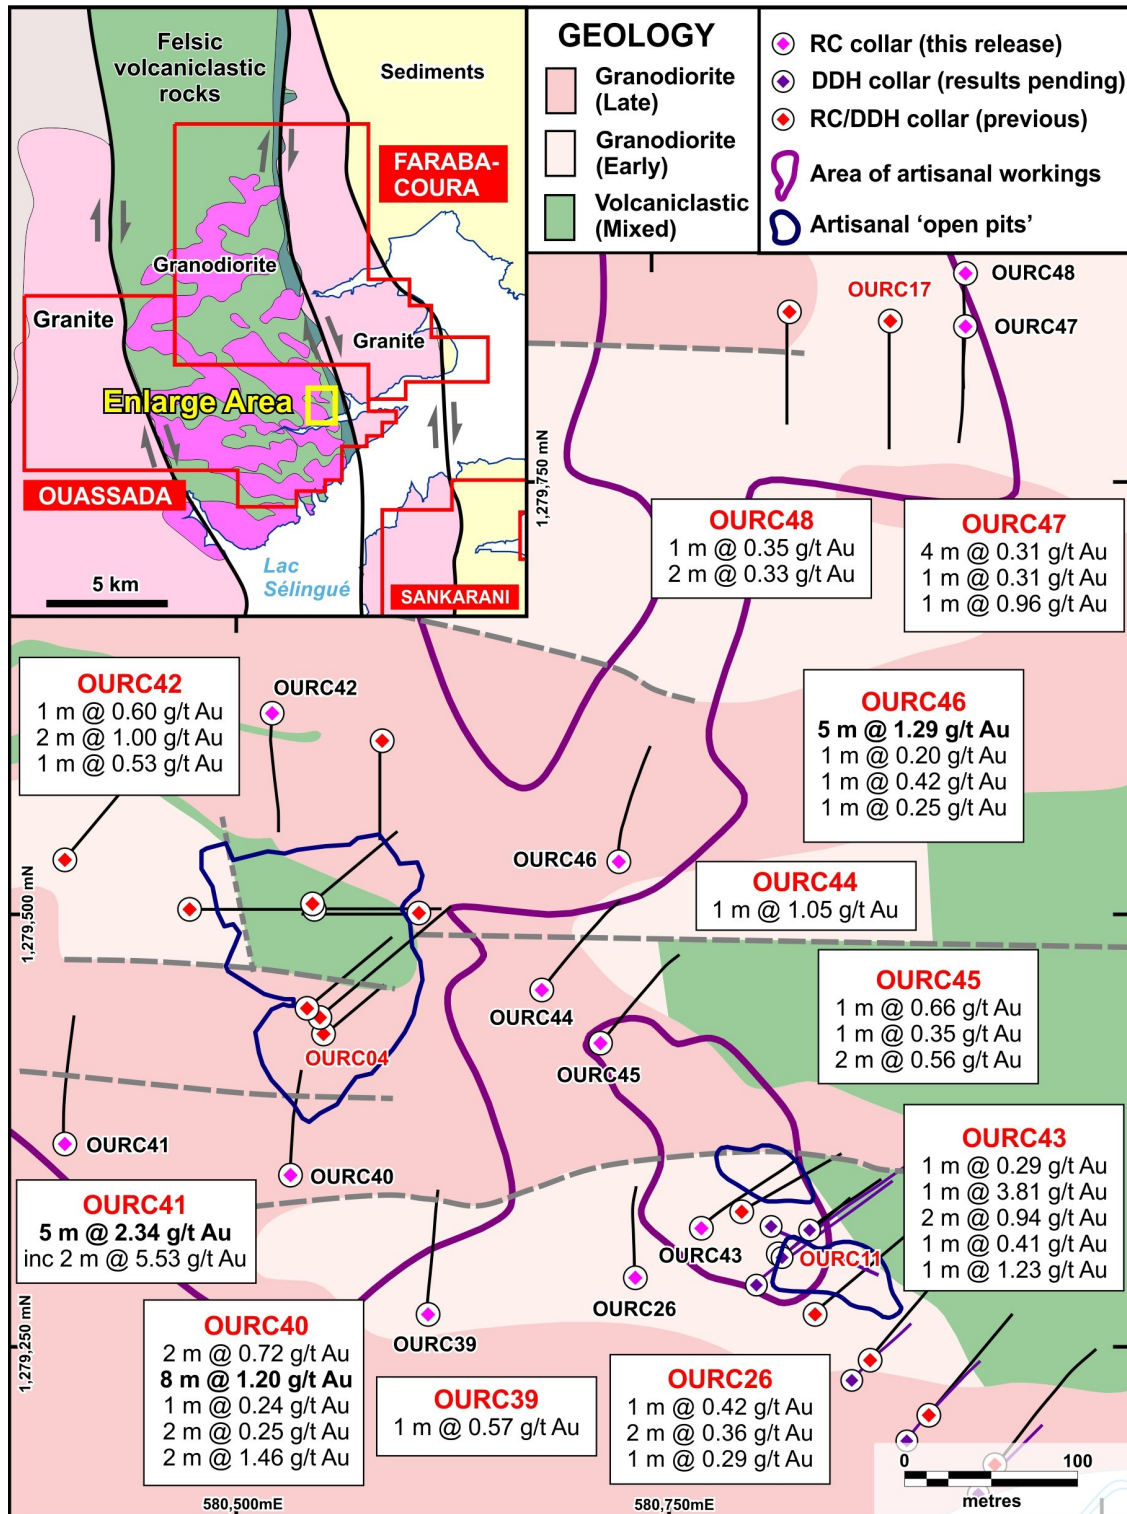 Felsic
volcaniclastic
rocks
Sediments
FARABA-
COURA
Granodiorite
Granite
Granite
Enlarge Area
OUASSADA
Lac
Sélingué
5 km
SANKARANI
GEOLOGY
Granodiorite
(Late)
Granodiorite
(Early)
Volcaniclastic
(Mixed)
RC collar (this release)
DDH collar (results pending)
RC/DDH collar (previous)
Area of artisanal workings
Artisanal ‘open pits’
OURC48
OURC17
OURC47
1,279,750 mN
OURC48
1 m @ 0.35 g/t Au
2 m @ 0.33 g/t Au
OURC47
4 m @ 0.31 g/t Au
1 m @ 0.31 g/t Au
1 m @ 0.96 g/t Au
OURC42
1 m @ 0.60 g/t Au
2 m @ 1.00 g/t Au
1 m @ 0.53 g/t Au
OURC42
OURC46
5 m @ 1.29 g/t Au
1 m @ 0.20 g/t Au
1 m @ 0.42 g/t Au
1 m @ 0.25 g/t Au
OURC46
OURC44
1 m @ 1.05 g/t Au
1,279,500 mN
OURC44
OURC45
1 m @ 0.66 g/t Au
1 m @ 0.35 g/t Au
2 m @ 0.56 g/t Au
OURC04
OURC45
OURC41
OURC40
OURC43
1 m @ 0.29 g/t Au
1 m @ 3.81 g/t Au
2 m @ 0.94 g/t Au
1 m @ 0.41 g/t Au
1 m @ 1.23 g/t Au
OURC41
5 m @ 2.34 g/t Au
inc 2 m @ 5.53 g/t Au
OURC43
OURC11
OURC26
OURC39
1,279,250 mN
OURC40
2 m @ 0.72 g/t Au
8 m @ 1.20 g/t Au
1 m @ 0.24 g/t Au
2 m @ 0.25 g/t Au
2 m @ 1.46 g/t Au
OURC39
1 m @ 0.57 g/t Au
OURC26
1 m @ 0.42 g/t Au
2 m @ 0.36 g/t Au
1 m @ 0.29 g/t Au
0 100
metres
580,500mE
580,750mE